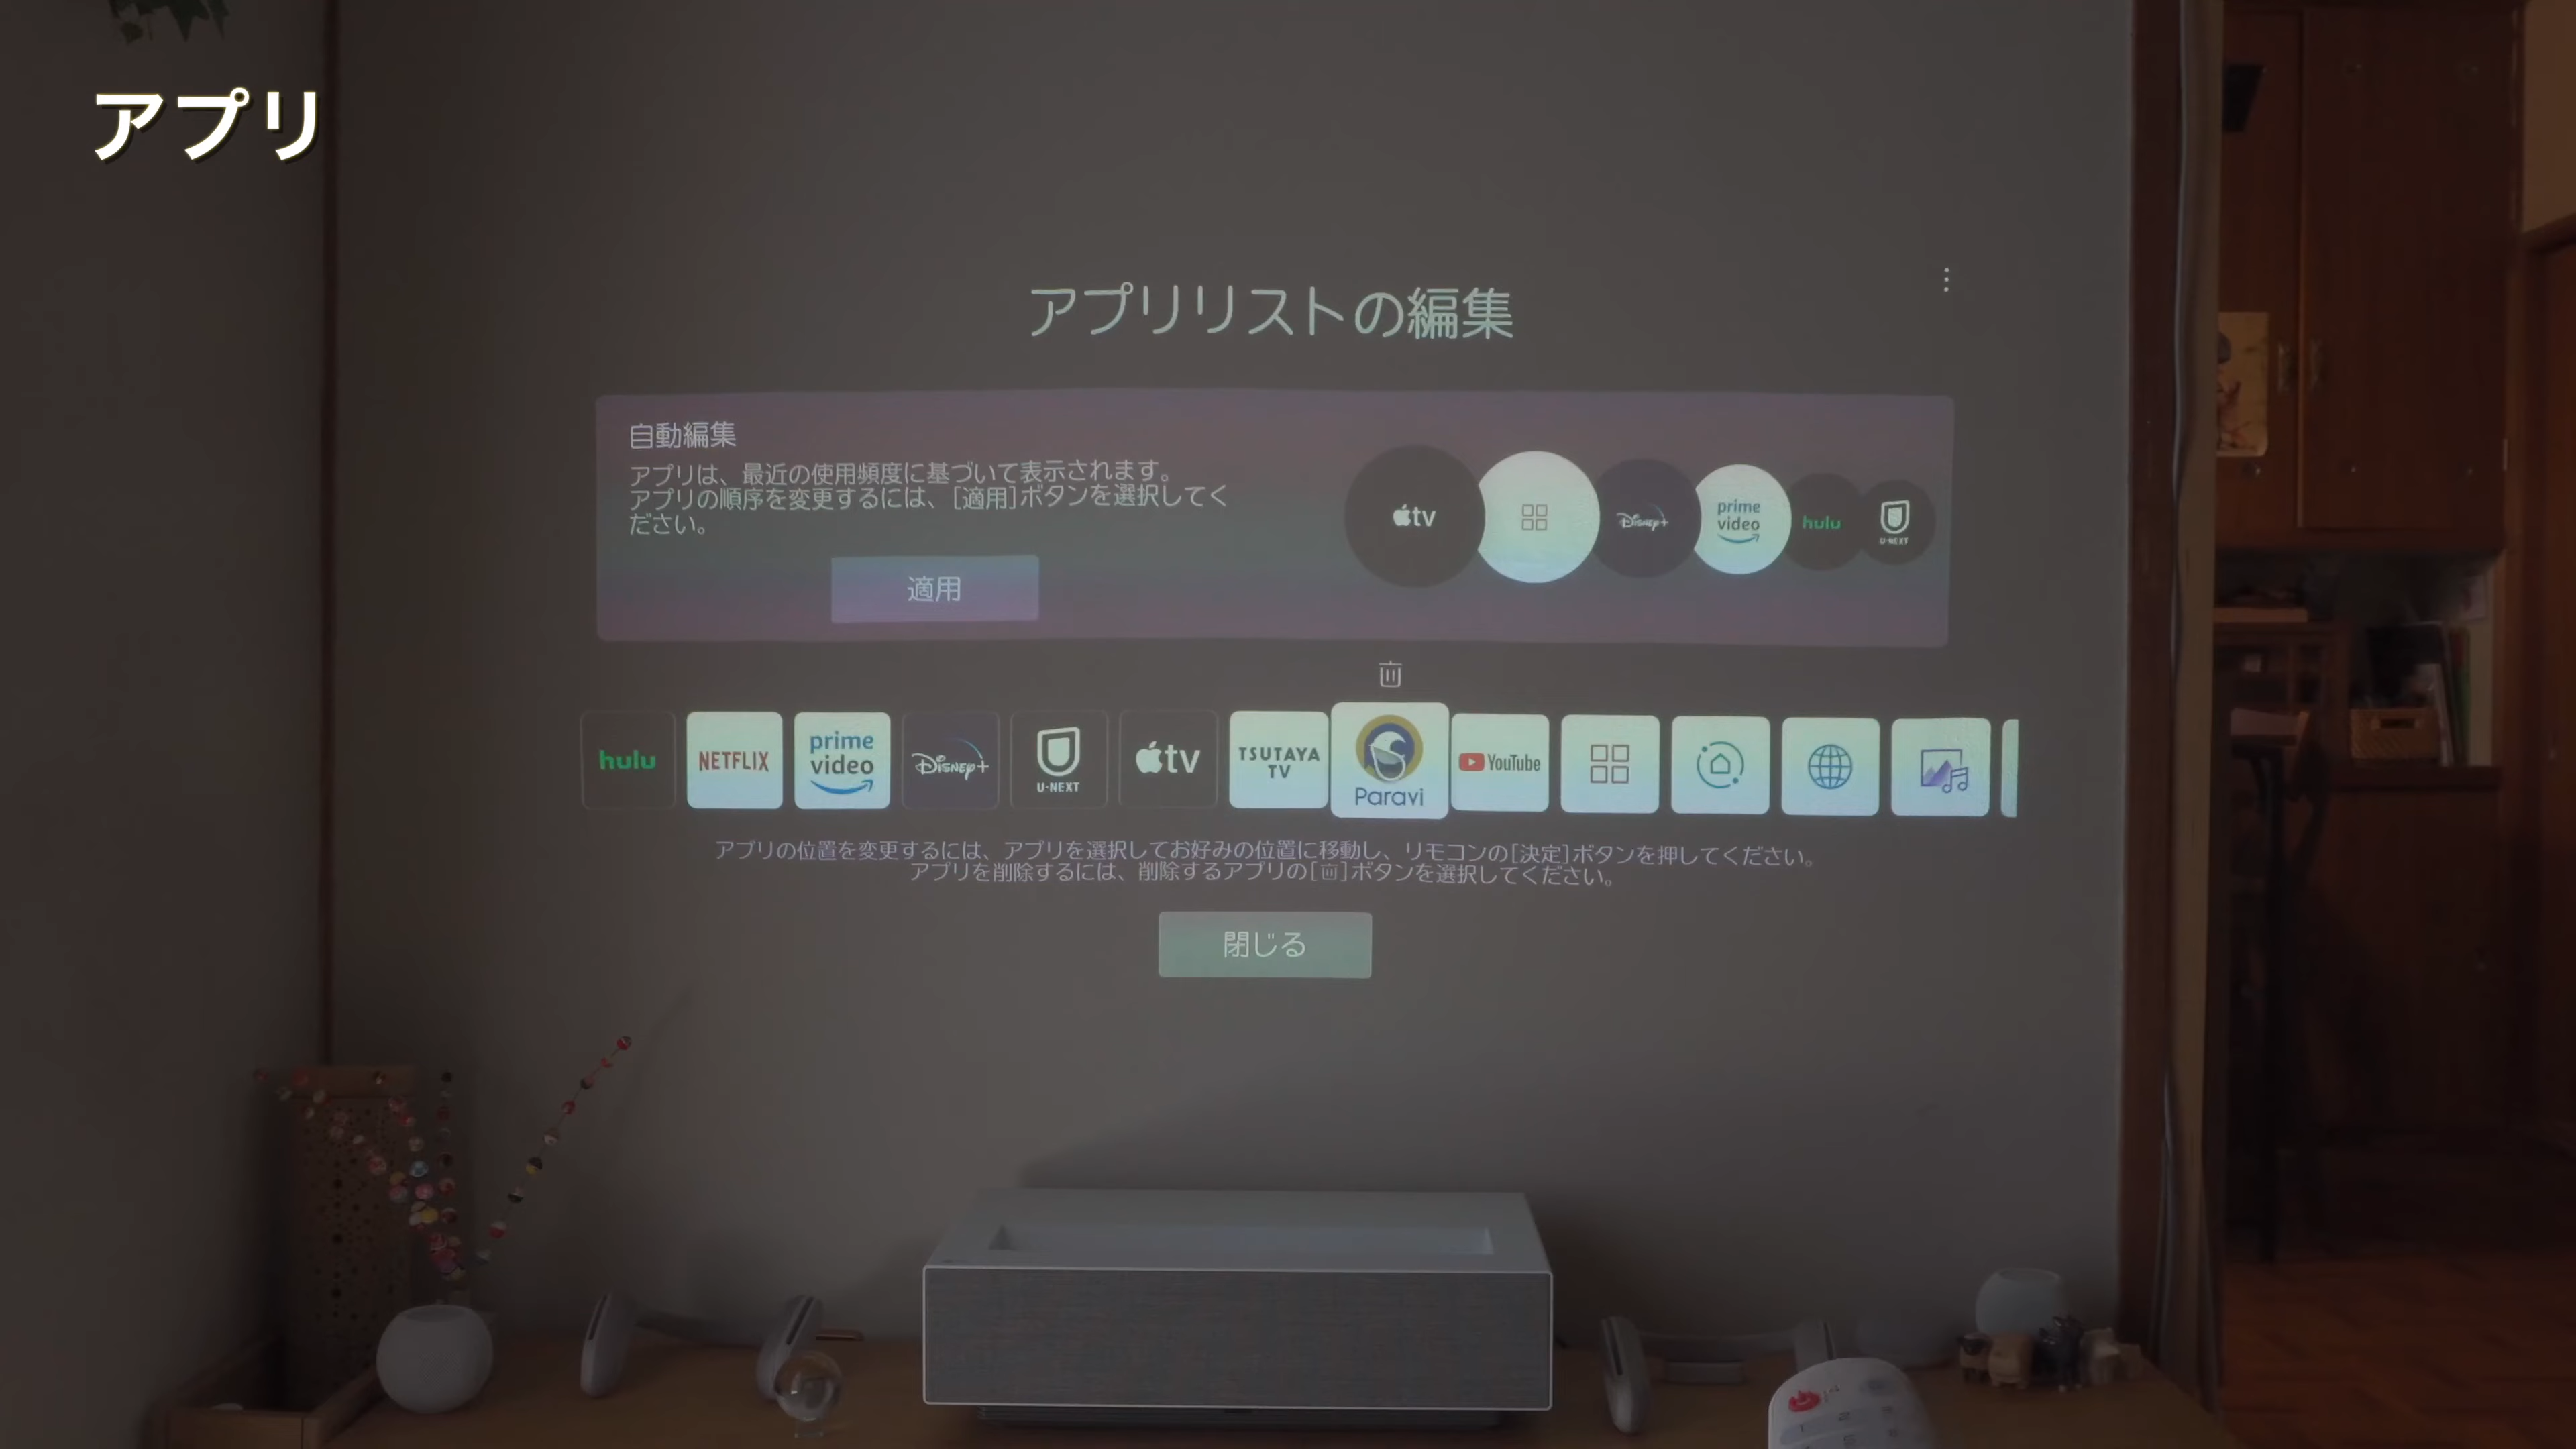 アプリ
アプリリストの編集
自動編集
アプリは、最近の使用頻度に基づいて表示されます。
アプリの順序を変更するには、[適用]ボタンを選択してく
ださい。
適用
tv
Disney+
prime
video
hulu
U-NEXT
hulu
NETFLIX
prime
video
Disney+
U-NEXT
tv
TSUTAYA
TV
Paravi
YouTube
アプリの位置を変更するには、アプリを選択してお好みの位置に移動し、リモコンの[決定]ボタンを押してください。
アプリを削除するには、削除するアプリの[🗑]ボタンを選択してください。
閉じる